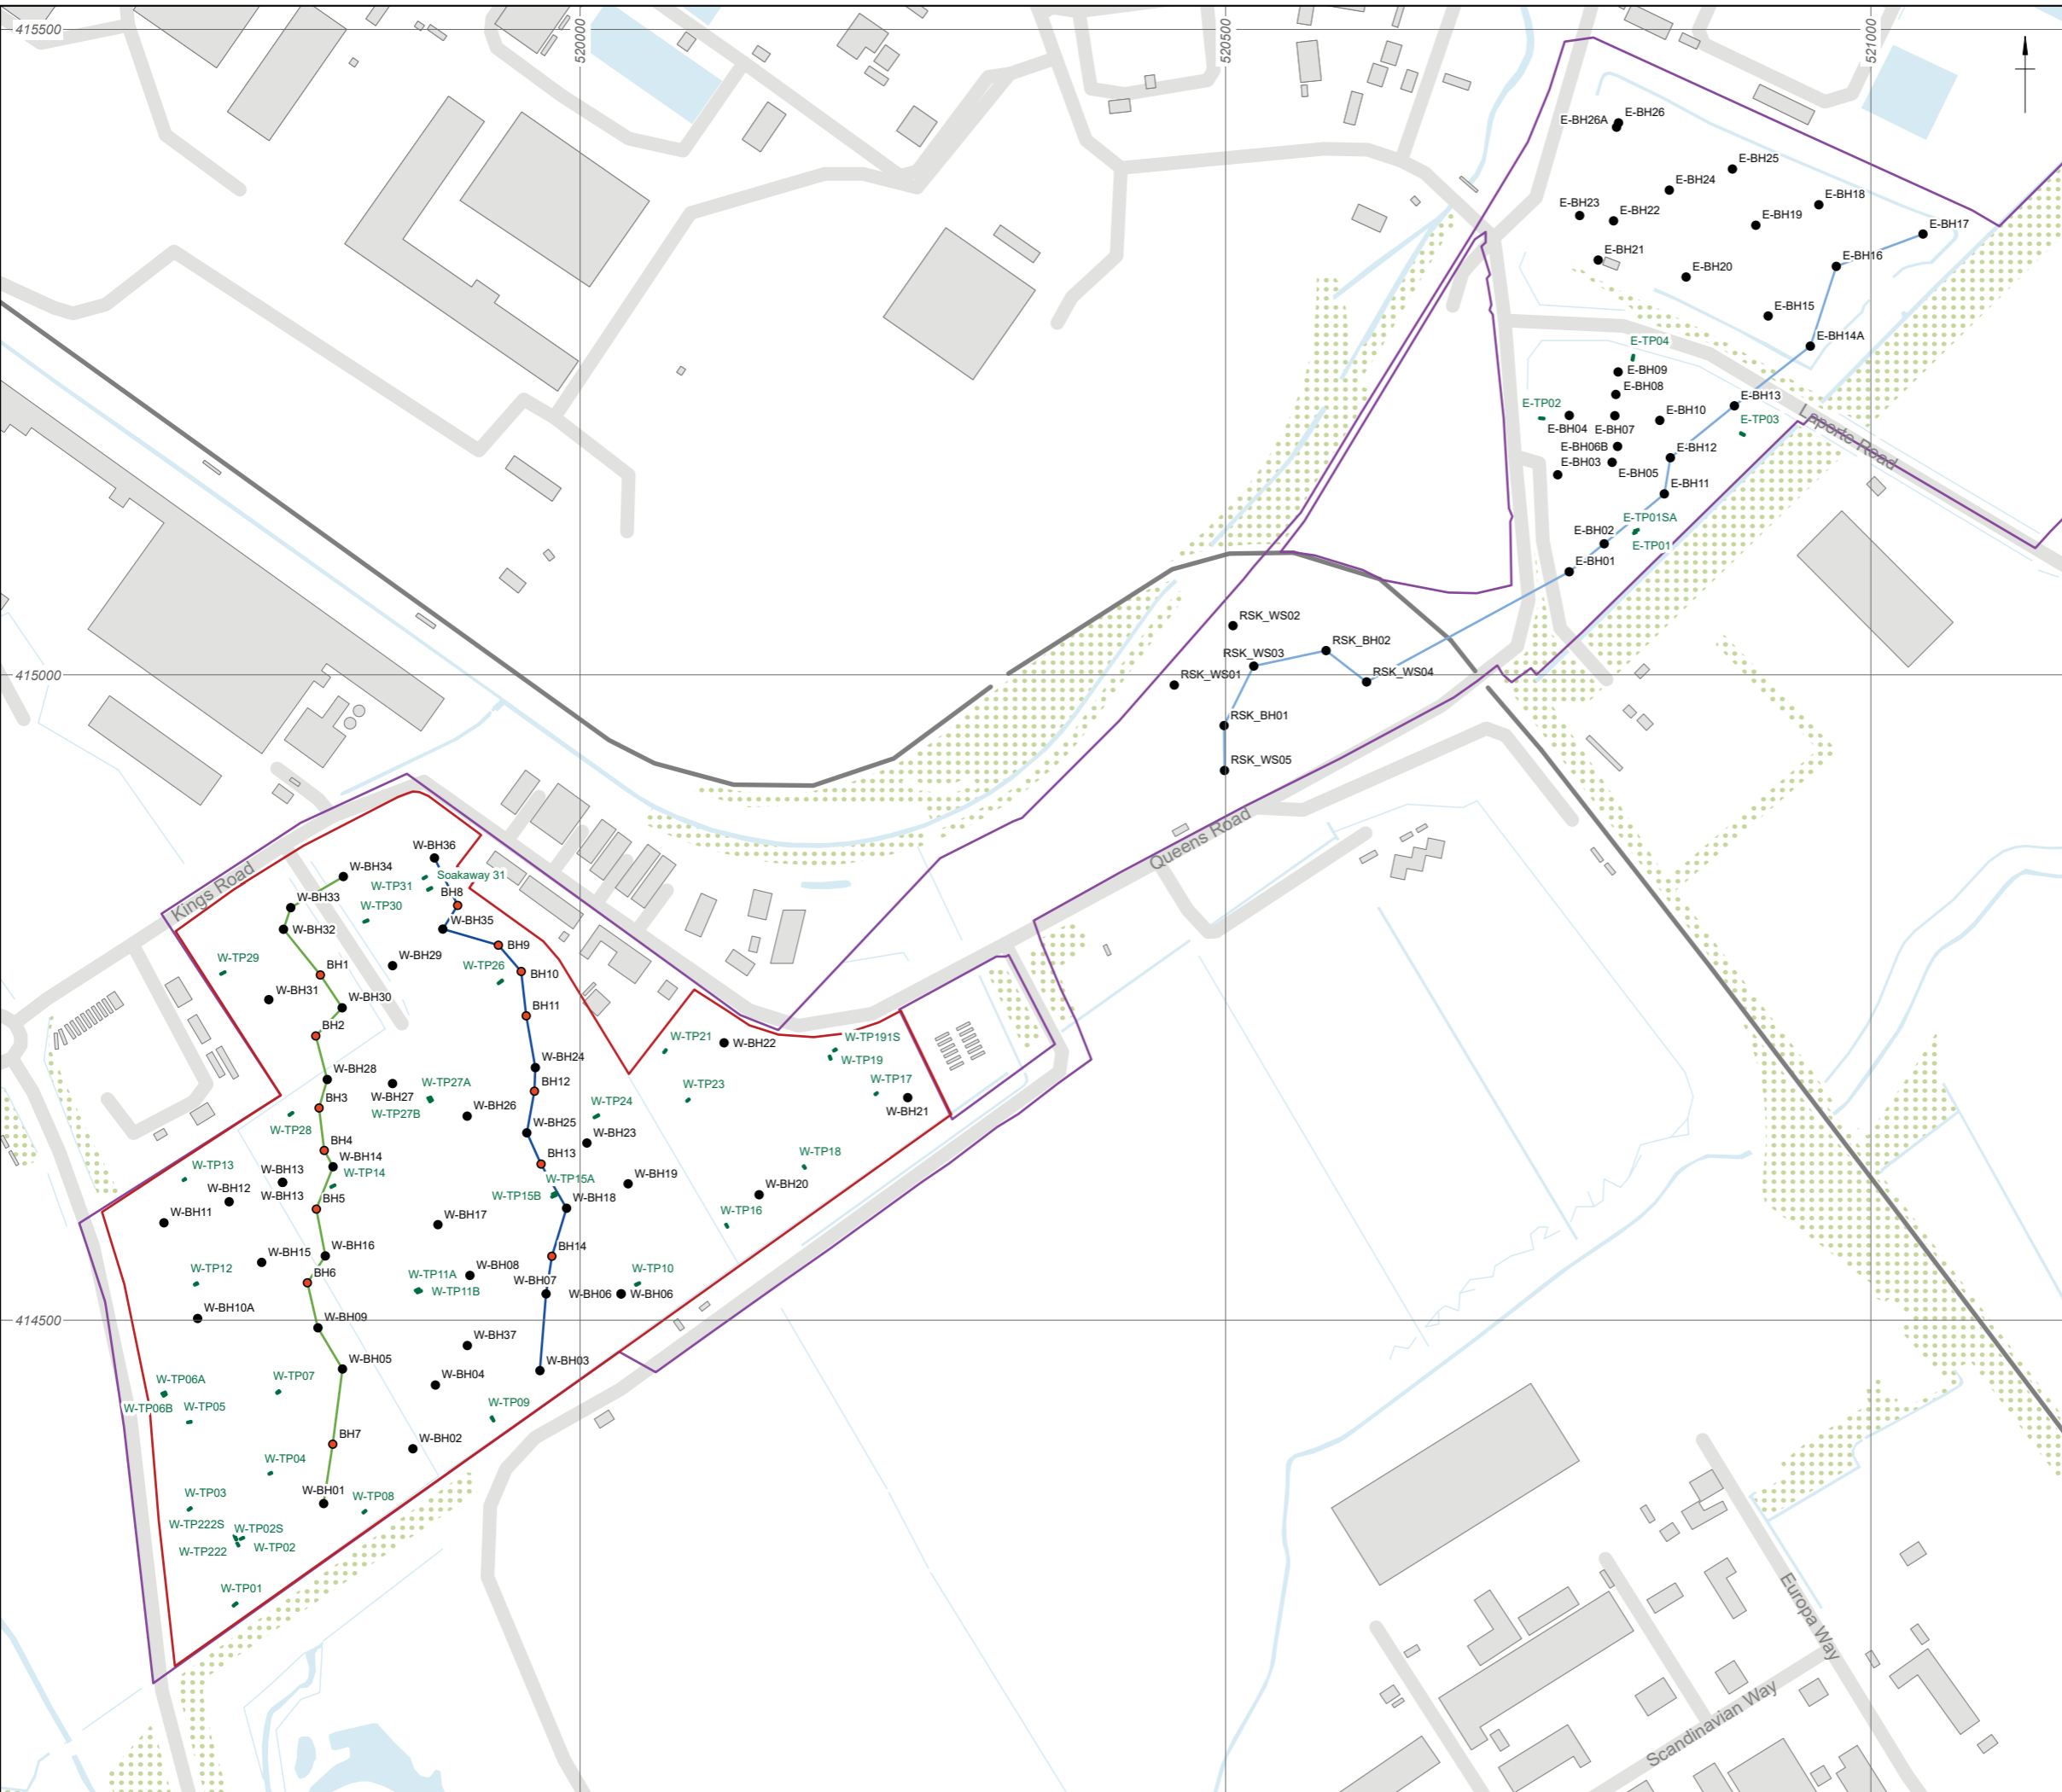 415500
520000
520500
521000
E-BH26A
E-BH26
E-BH25
E-BH24
E-BH18
E-BH23
E-BH22
E-BH19
E-BH17
E-BH21
E-BH16
E-BH20
E-BH15
E-BH14A
E-TP04
E-BH09
E-BH08
E-TP02
E-BH13
E-BH10
E-TP03
E-BH04
E-BH07
Laporte Road
E-BH06B
E-BH12
E-BH03
E-BH05
E-BH11
E-TP01SA
E-BH02
E-TP01
E-BH01
RSK_WS02
RSK_BH02
RSK_WS03
415000
RSK_WS01
RSK_WS04
RSK_BH01
RSK_WS05
Queens Road
W-BH36
W-BH34
Soakaway 31
W-TP31
Kings Road
BH8
W-BH33
W-TP30
W-BH35
W-BH32
BH9
W-BH29
W-TP29
W-TP26
BH1
BH10
W-BH31
W-BH30
BH11
BH2
W-TP21
W-BH22
W-TP191S
W-TP19
W-BH24
W-BH28
W-TP27A
W-TP23
W-TP17
BH12
W-BH27
BH3
W-TP24
W-BH26
W-BH21
W-TP27B
W-TP28
W-BH25
W-BH23
BH4
W-BH14
BH13
W-TP18
W-TP13
W-BH13
W-TP14
W-BH19
W-TP15A
W-BH12
W-BH13
W-TP15B
W-BH20
BH5
W-BH18
W-TP16
W-BH11
W-BH17
W-BH16
BH14
W-BH15
W-BH08
W-TP12
BH6
W-TP11A
W-BH07
W-TP10
W-TP11B
W-BH06
W-BH06
W-BH10A
414500
W-BH09
W-BH37
W-BH05
W-BH03
W-BH04
W-TP06A
W-TP07
W-TP06B
W-TP05
W-TP09
BH7
W-BH02
W-TP04
W-BH01
W-TP03
W-TP08
W-TP222S
W-TP02S
W-TP222
W-TP02
W-TP01
Europa Way
Scandinavian Way